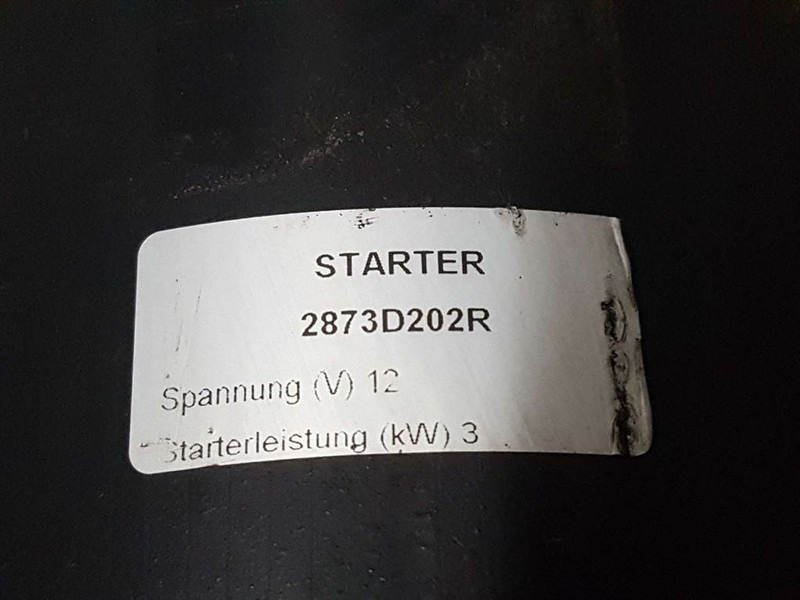 STARTER
2873D202R
Spannung (V) 12
Starterleistung (kW) 3